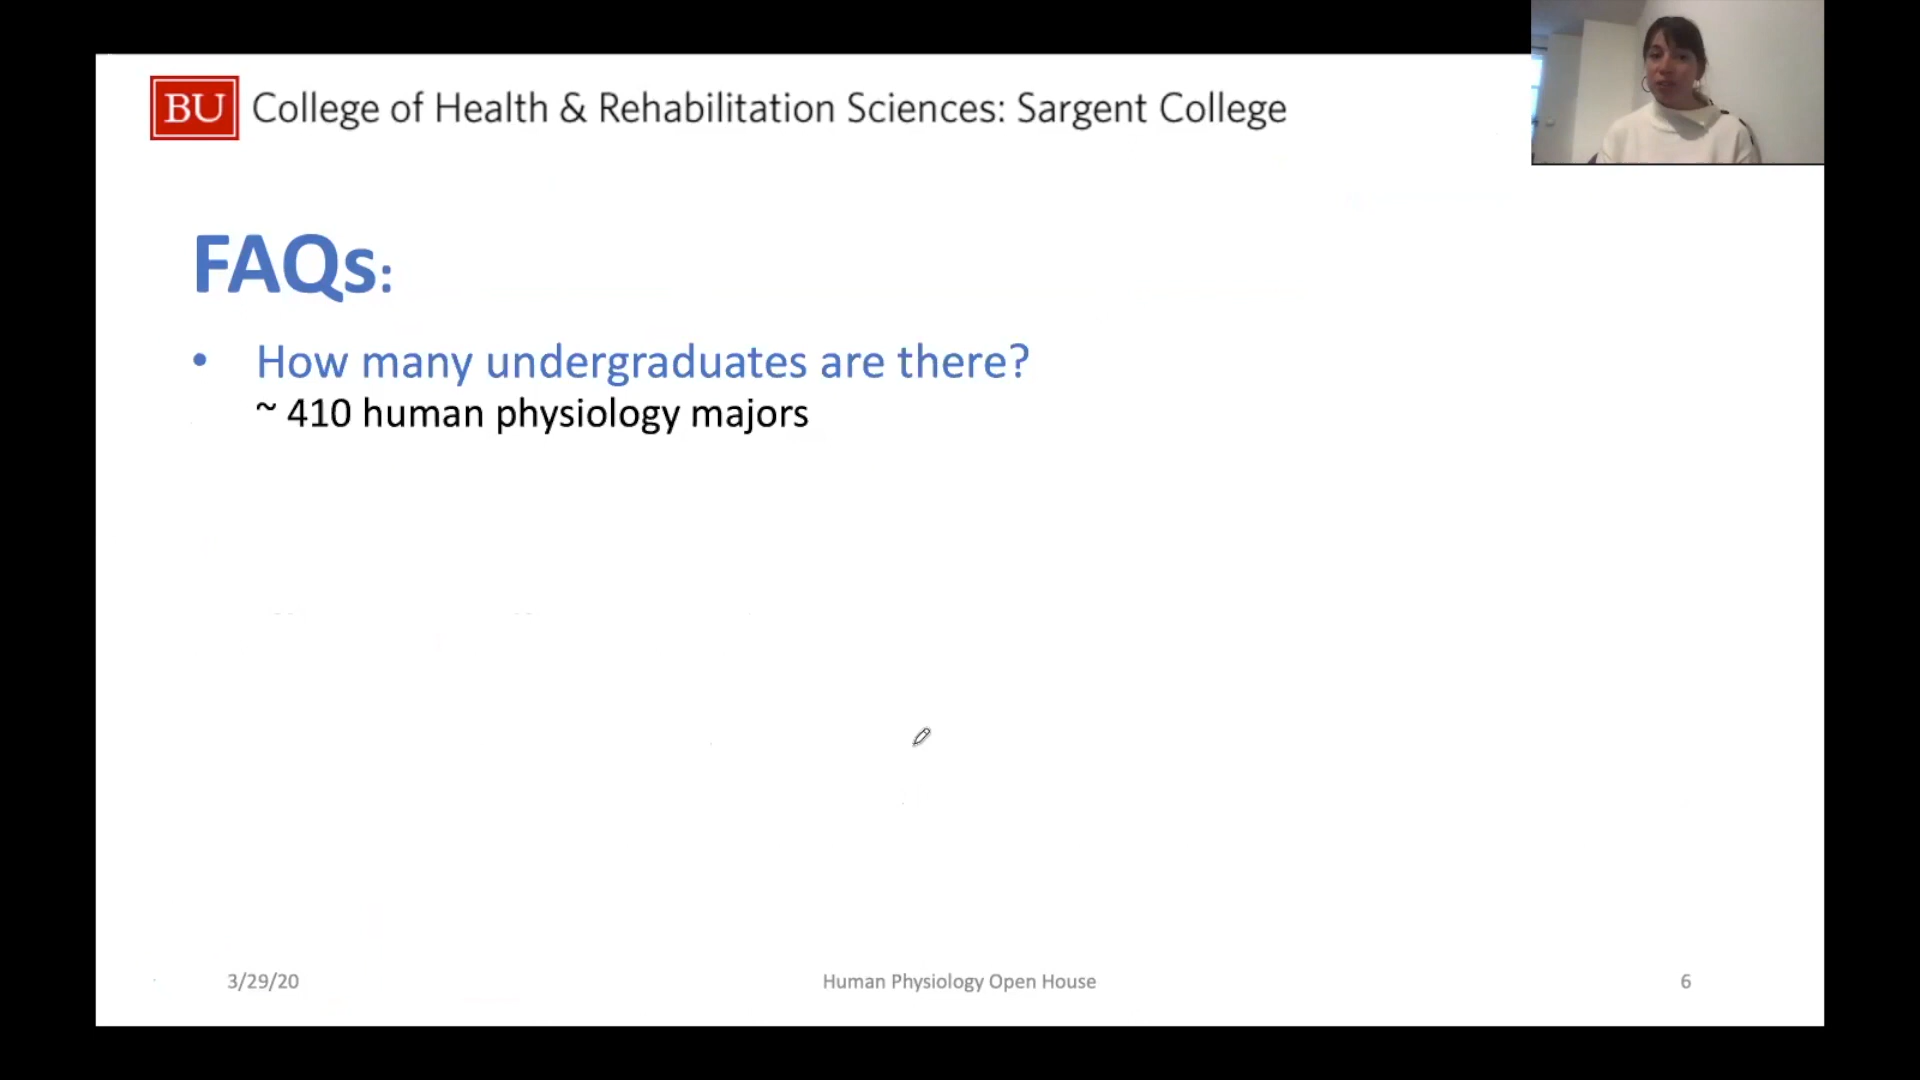 BU College of Health & Rehabilitation Sciences: Sargent College
FAQs:
• How many undergraduates are there?
~ 410 human physiology majors
3/29/20 Human Physiology Open House 6